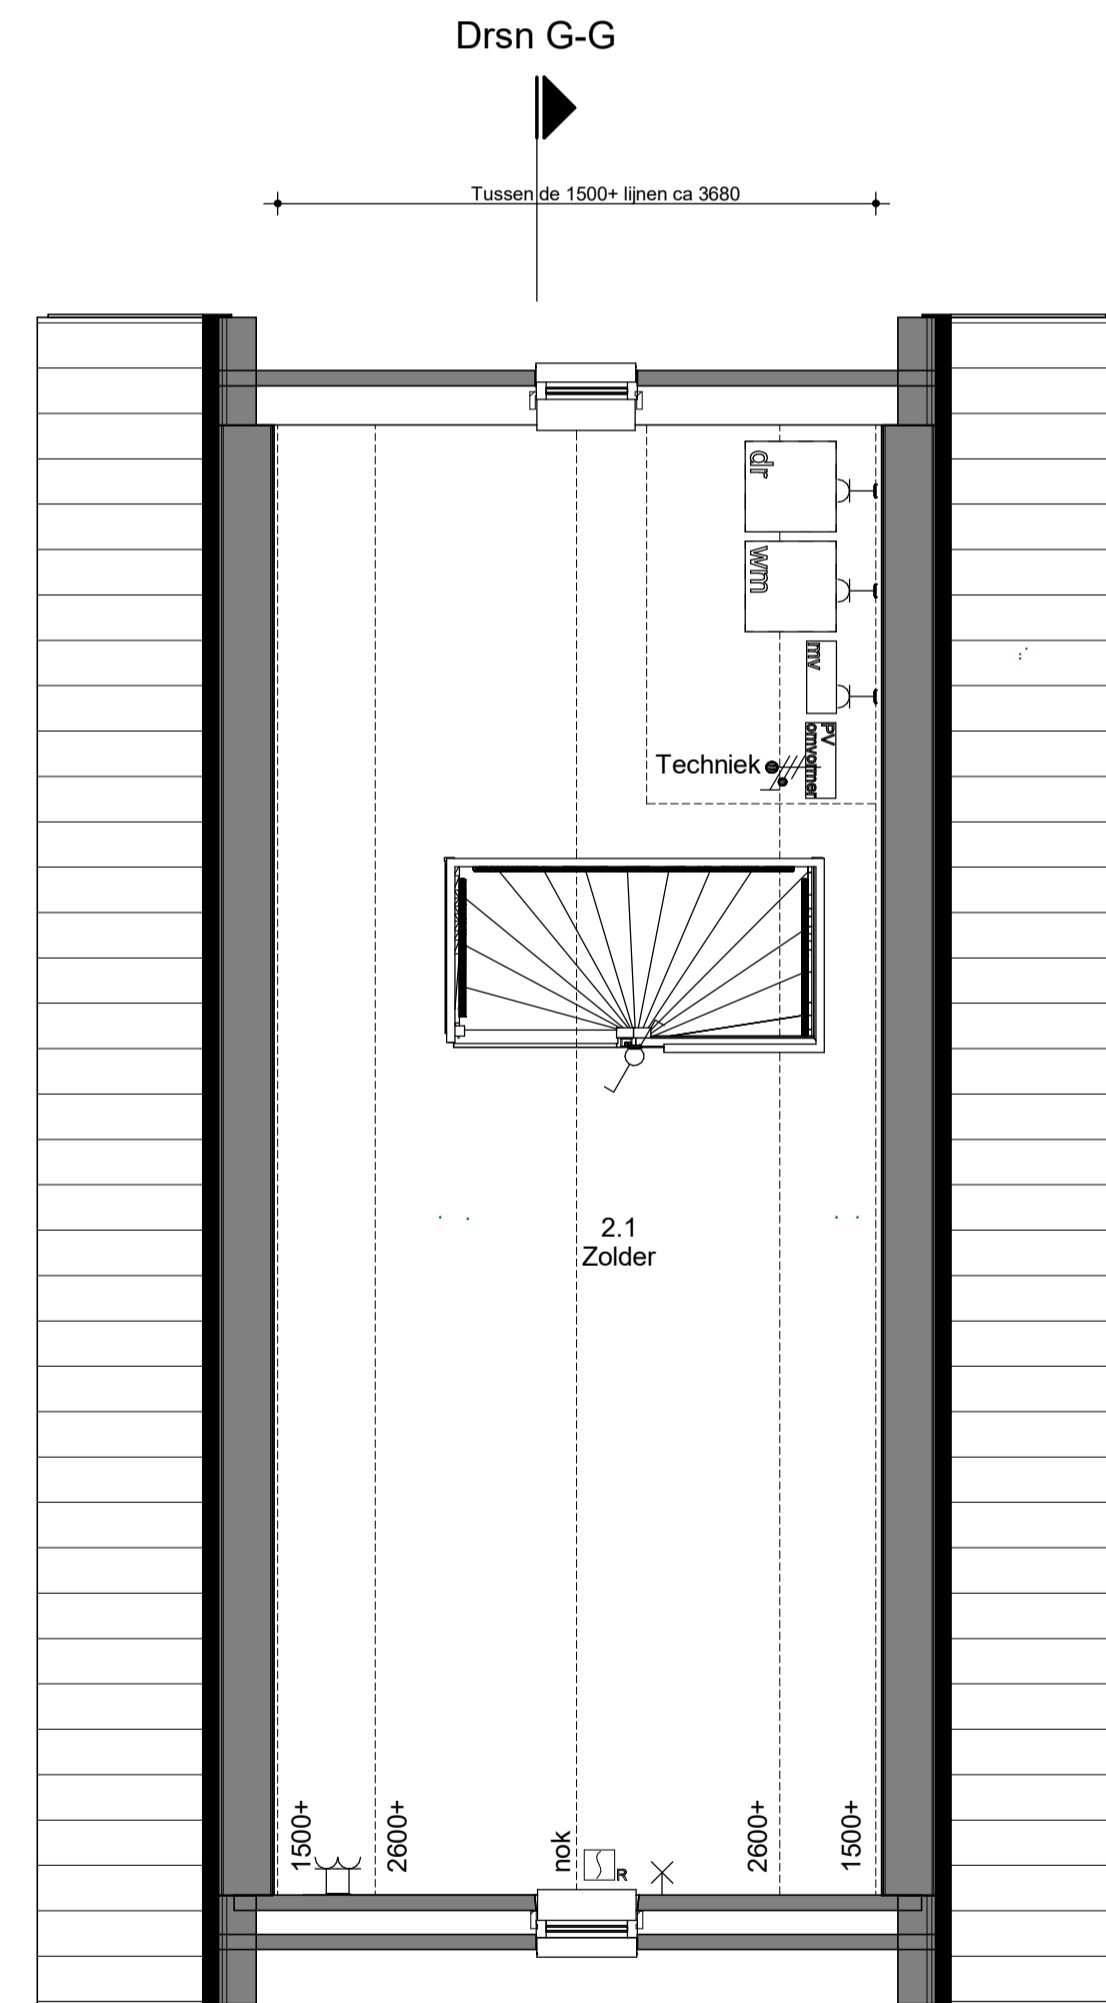 Drsn G-G
Tussen de 1500+ lijnen ca 3680
dr
wm
mv
PV
omvormer
Techniek
2.1
Zolder
1500+
2600+
nok
R
2600+
1500+